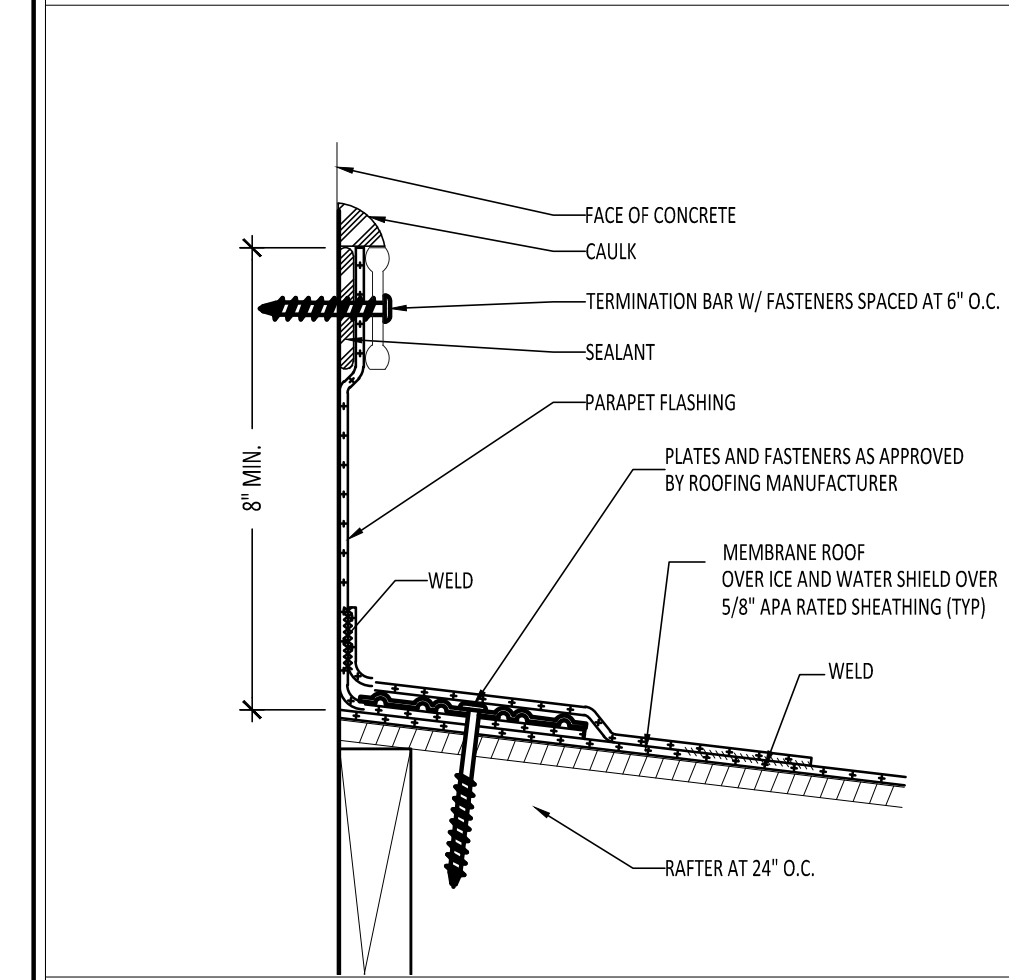 FACE OF CONCRETE
CAULK
TERMINATION BAR W/ FASTENERS SPACED AT 6" O.C.
SEALANT
PARAPET FLASHING
PLATES AND FASTENERS AS APPROVED
BY ROOFING MANUFACTURER
8" MIN.
MEMBRANE ROOF
OVER ICE AND WATER SHIELD OVER
5/8" APA RATED SHEATHING (TYP)
WELD
WELD
RAFTER AT 24" O.C.